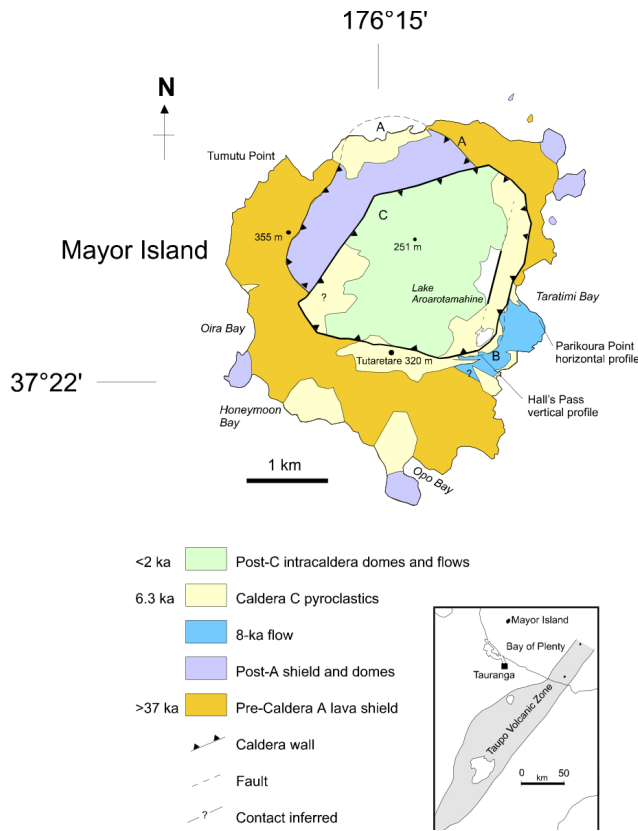 176°15'
N
A
A
Tumutu Point
C
355 m
251 m
Mayor Island
Lake
Aroarotamahine
Taratimi Bay
?
Oira Bay
Parikoura Point
horizontal profile
Tutaretare 320 m
B
?
37°22'
Hall's Pass
vertical profile
Honeymoon
Bay
Opo Bay
1 km
<2 ka Post-C intracaldera domes and flows
6.3 ka Caldera C pyroclastics
8-ka flow
Post-A shield and domes
>37 ka Pre-Caldera A lava shield
Caldera wall
Fault
? Contact inferred
Mayor Island
Bay of Plenty
Tauranga
Taupo Volcanic Zone
km
0 50